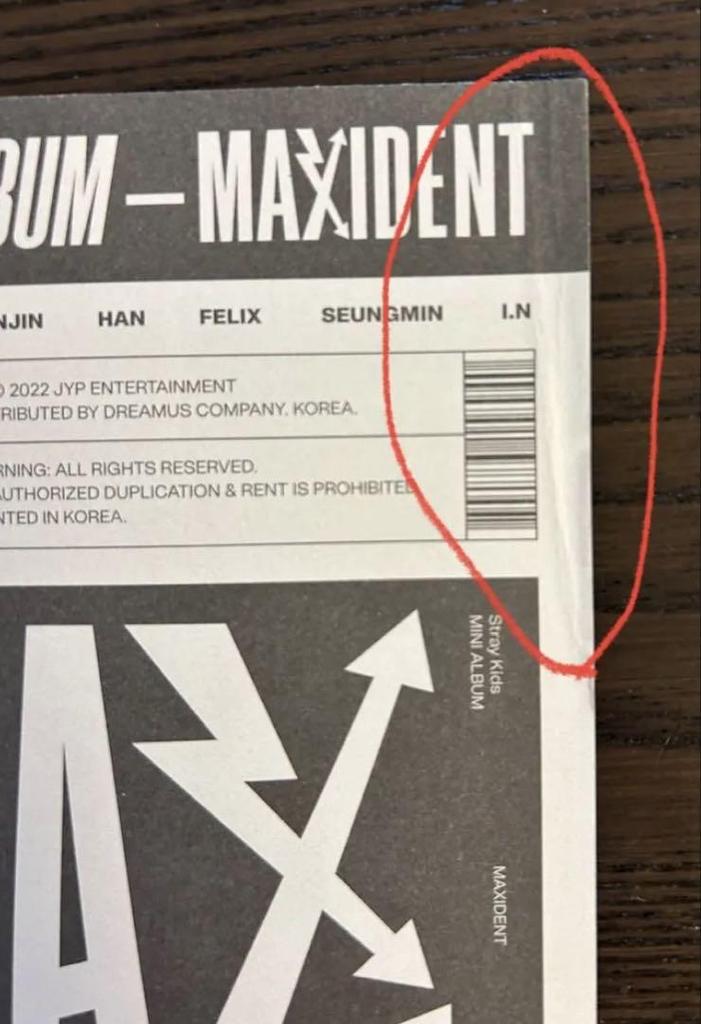 BUM — MAXIDENT
NJIN HAN FELIX SEUNGMIN I.N
© 2022 JYP ENTERTAINMENT
TRIBUTED BY DREAMUS COMPANY. KOREA.
RNING: ALL RIGHTS RESERVED.
AUTHORIZED DUPLICATION & RENT IS PROHIBITED
NTED IN KOREA.
Stray Kids
MINI ALBUM
MAXIDENT
A